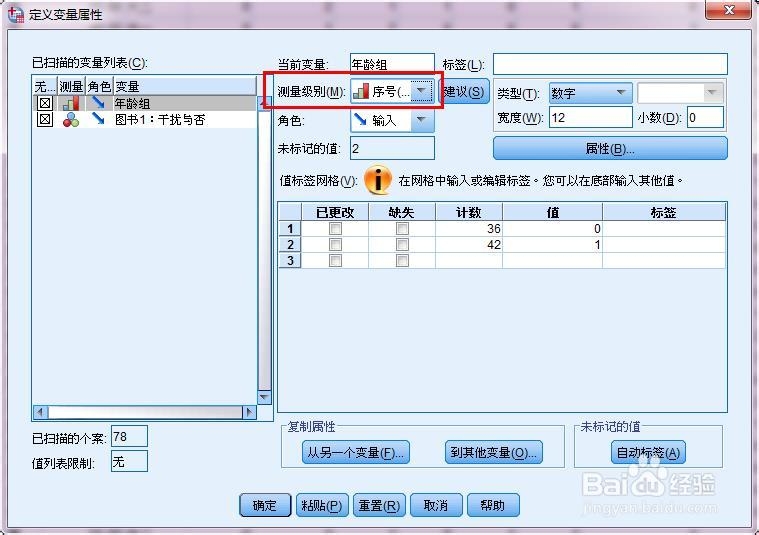 定义变量属性
已扫描的变量列表(C):
无... 测量 角色 变量
年龄组
图书1：干扰与否
已扫描的个案: 78
值列表限制: 无
当前变量: 年龄组 标签(L):
测量级别(M): 序号(... 建议(S) 类型(T): 数字
角色: 输入 宽度(W): 12 小数(D): 0
未标记的值: 2 属性(B)...
值标签网格(V): 在网格中输入或编辑标签。您可以在底部输入其他值。
已更改 缺失 计数 值 标签
1 36 0
2 42 1
3
复制属性 未标记的值
从另一个变量(F)... 到其他变量(O)... 自动标签(A)
确定 粘贴(P) 重置(R) 取消 帮助
Baidu 经验
jingyan.baidu.com